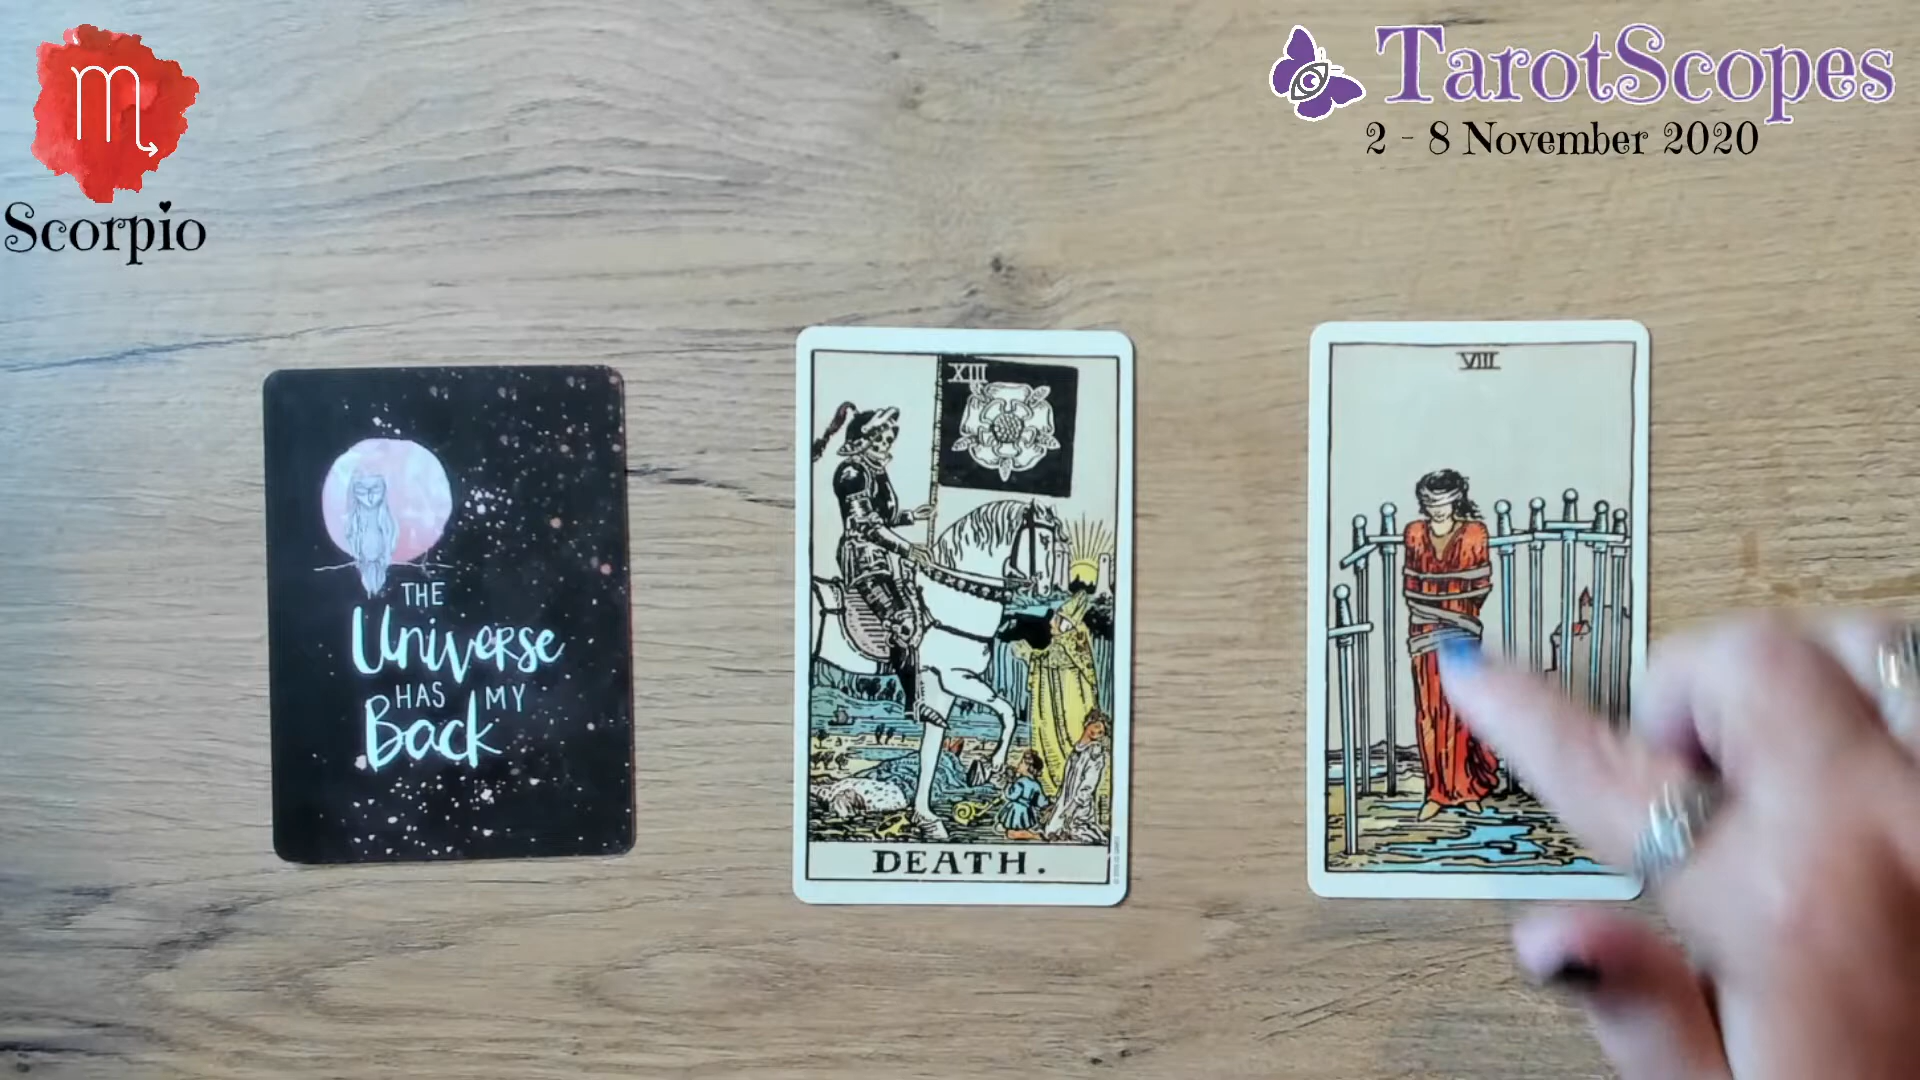 Scorpio
TarotScopes
2 - 8 November 2020
THE
Universe
HAS MY
Back
XIII
DEATH.
VIII